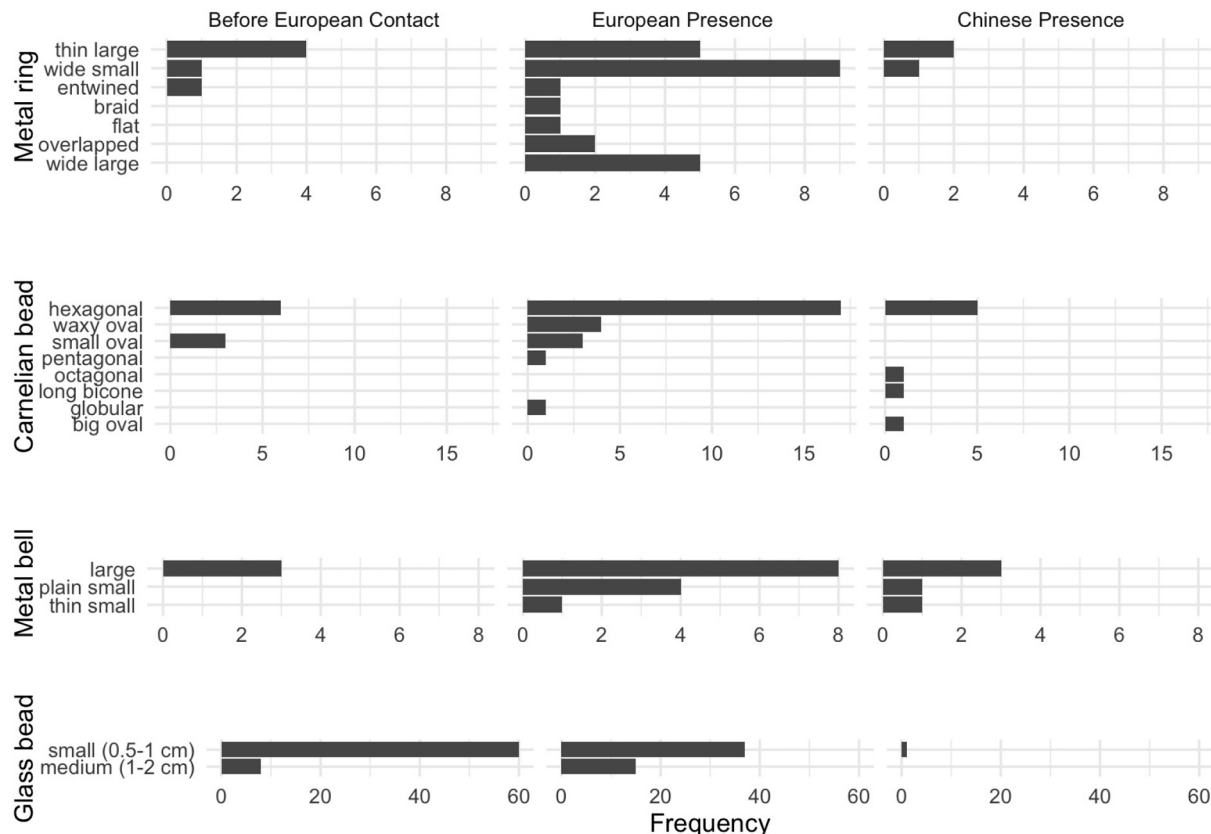 Before European Contact European Presence Chinese Presence
Metal ring
thin large
wide small
entwined
braid
flat
overlapped
wide large
0 2 4 6 8 0 2 4 6 8 0 2 4 6 8
Carnelian bead
hexagonal
waxy oval
small oval
pentagonal
octagonal
long bicone
globular
big oval
0 5 10 15 0 5 10 15 0 5 10 15
Metal bell
large
plain small
thin small
0 2 4 6 8 0 2 4 6 8 0 2 4 6 8
Glass bead
small (0.5-1 cm)
medium (1-2 cm)
0 20 40 60 0 20 40 60 0 20 40 60
Frequency